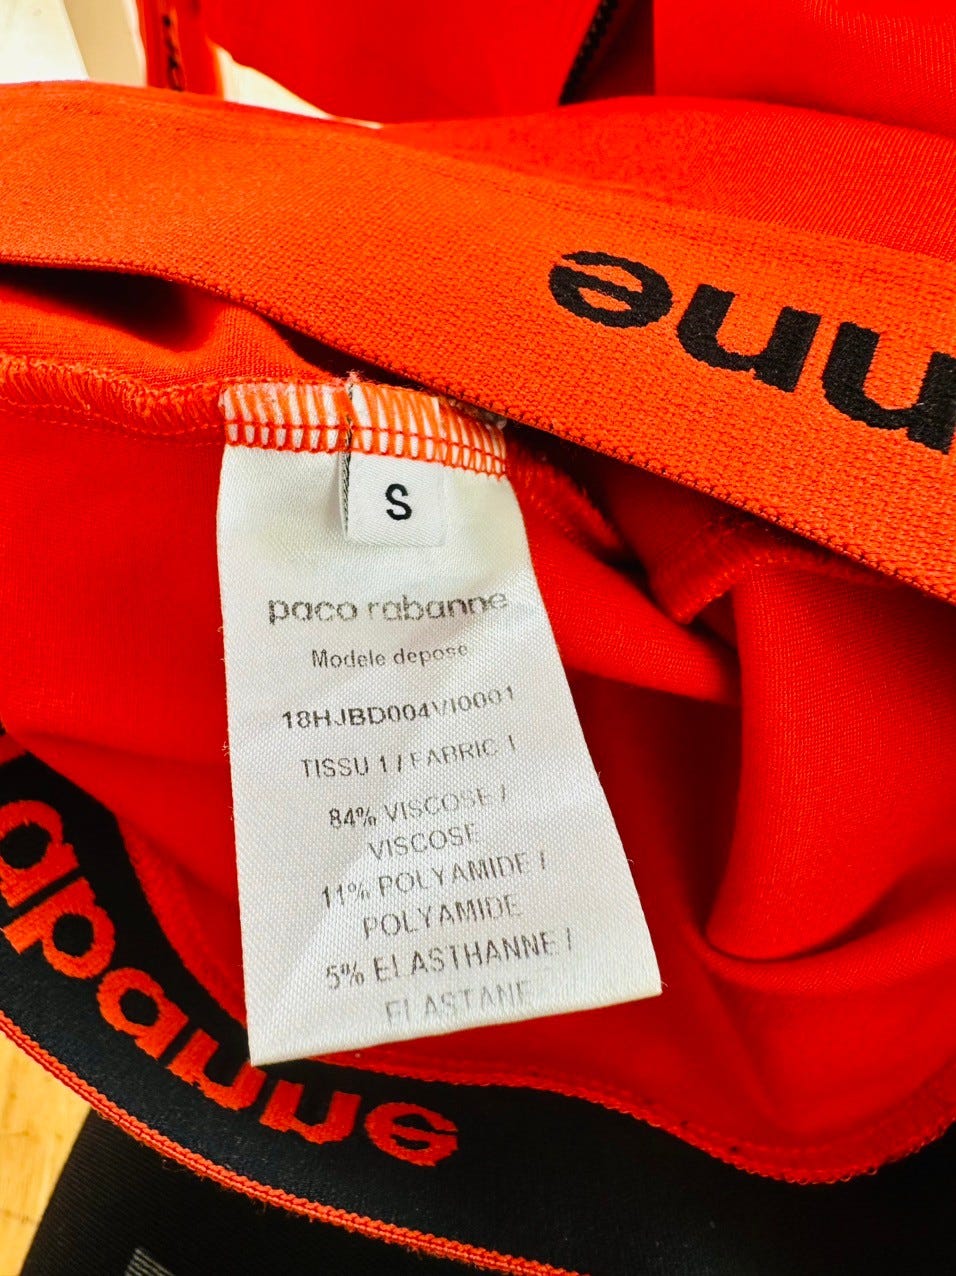 nne
S
paco rabanne
Modele depose
18HJBD004VI0001
TISSU 1 / FABRIC 1
84% VISCOSE /
VISCOSE
11% POLYAMIDE /
POLYAMIDE
5% ELASTHANNE /
ELASTANE
abanne